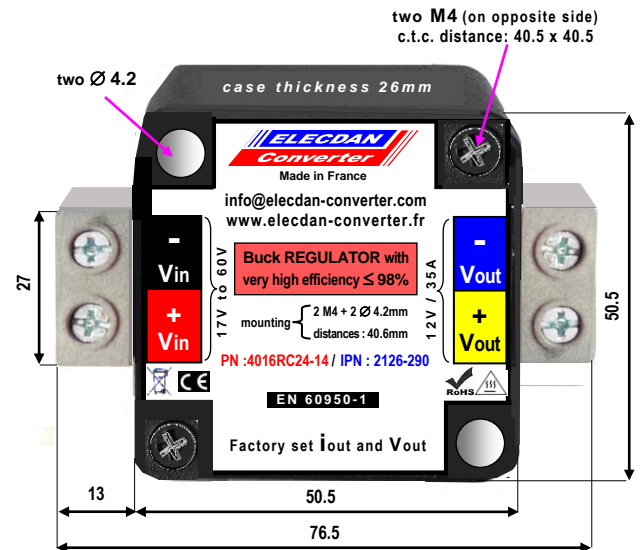 two M4 (on opposite side)
c.t.c. distance: 40.5 x 40.5
two Ø 4.2
case thickness 26mm
ELECDAN
Converter
Made in France
info@elecdan-converter.com
www.elecdan-converter.fr
-
Vin
+
Vin
17V to 60V
Buck REGULATOR with
very high efficiency ≤ 98%
mounting
2 M4 + 2 Ø 4.2mm
distances : 40.6mm
12V / 35A
-
Vout
+
Vout
PN :4016RC24-14 / IPN : 2126-290
CE
RoHS
EN 60950-1
Factory set iout and Vout
27
50.5
13
50.5
76.5